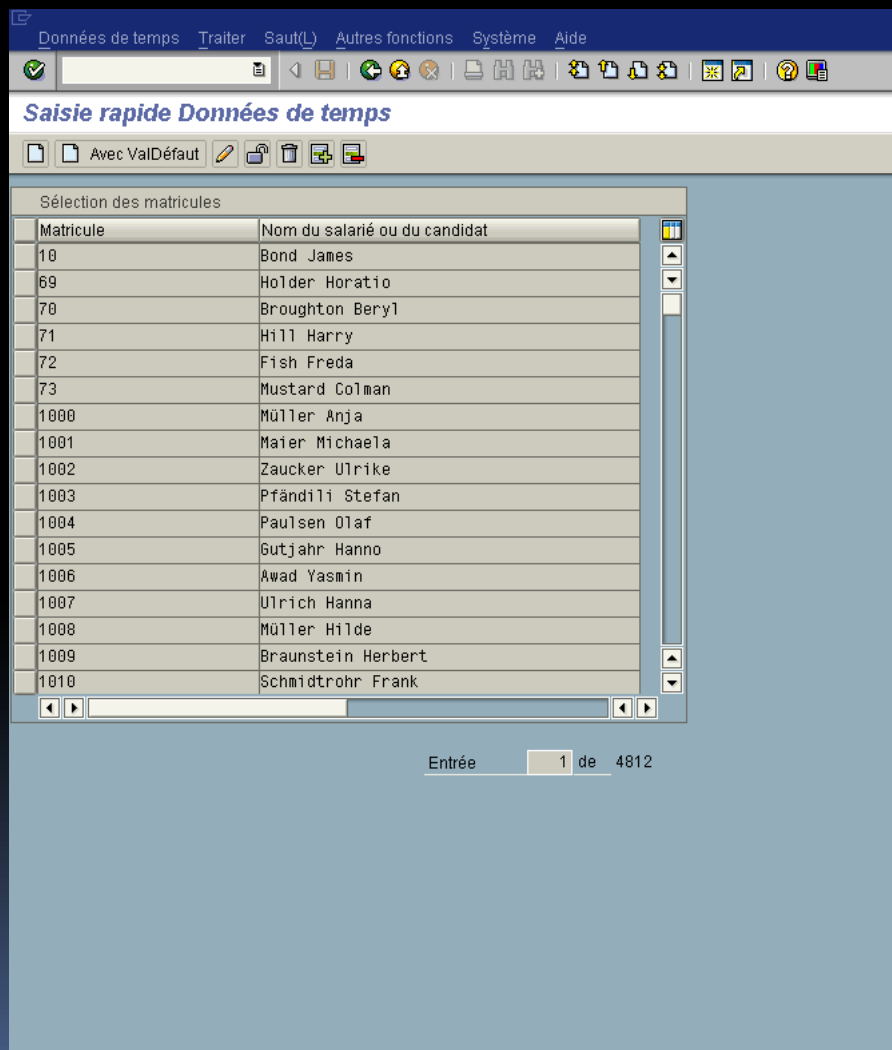 Données de temps Traiter Saut(L) Autres fonctions Système Aide
Saisie rapide Données de temps
Avec ValDéfaut
Sélection des matricules
Matricule Nom du salarié ou du candidat
10 Bond James
69 Holder Horatio
70 Broughton Beryl
71 Hill Harry
72 Fish Freda
73 Mustard Colman
1000 Müller Anja
1001 Maier Michaela
1002 Zaucker Ulrike
1003 Pfändili Stefan
1004 Paulsen Olaf
1005 Gutjahr Hanno
1006 Awad Yasmin
1007 Ulrich Hanna
1008 Müller Hilde
1009 Braunstein Herbert
1010 Schmidtrohr Frank
Entrée 1 de 4812